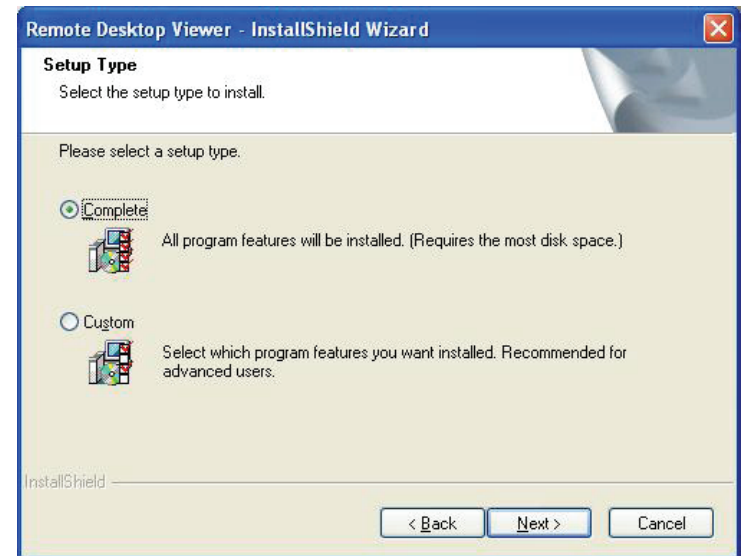 Remote Desktop Viewer - InstallShield Wizard
Setup Type
Select the setup type to install.
Please select a setup type.
Complete
All program features will be installed. (Requires the most disk space.)
Custom
Select which program features you want installed. Recommended for
advanced users.
InstallShield
< Back Next > Cancel